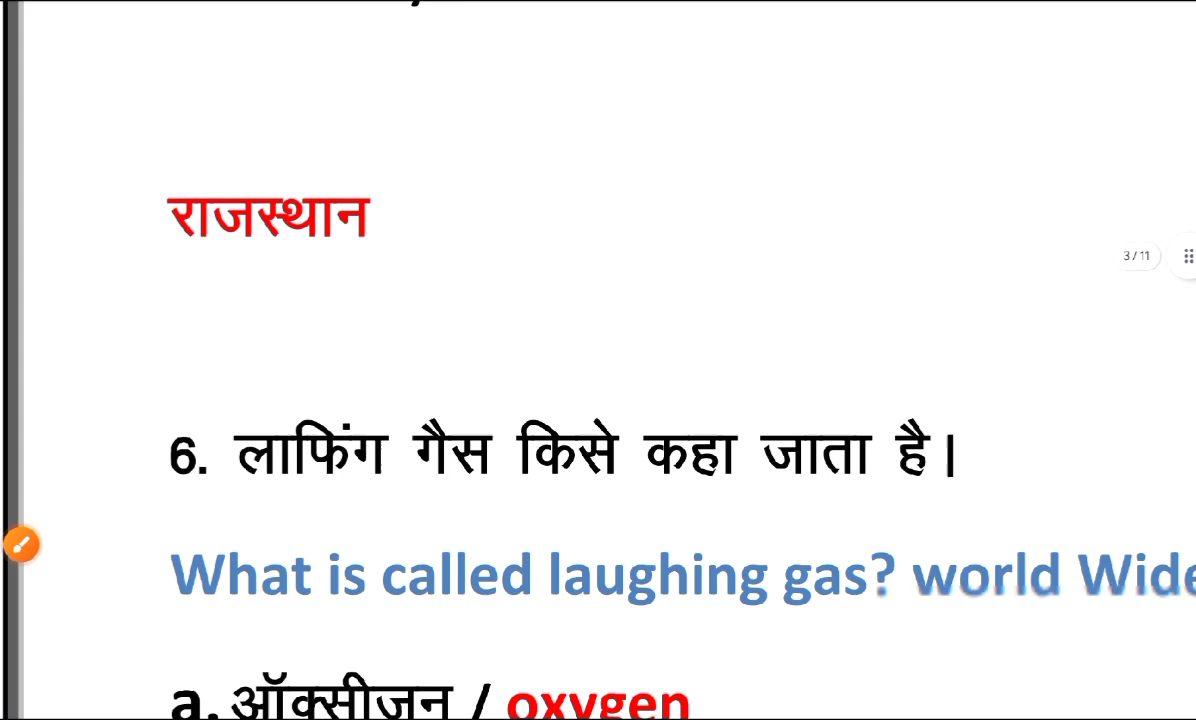 राजस्थान
3/11
6. लाफिंग गैस किसे कहा जाता है।
What is called laughing gas? world Wide
a. ऑक्सीजन / oxygen